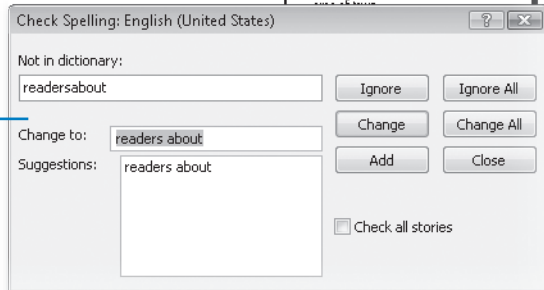 Check Spelling: English (United States)
Not in dictionary:
readersabout
Ignore Ignore All
Change to: readers about
Change Change All
Suggestions: readers about
Add Close
Check all stories